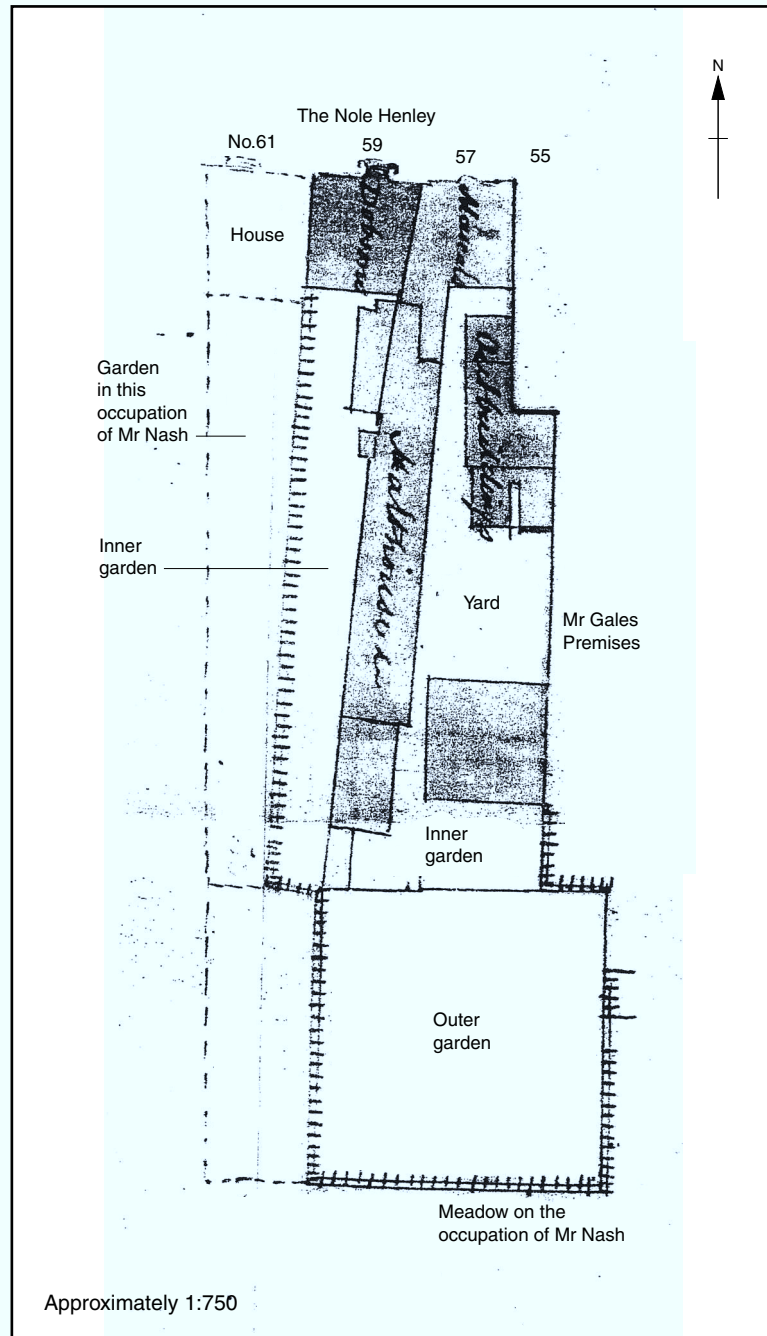 N
The Nole Henley
No.61
59
57
55
House
Garden
in this
occupation
of Mr Nash
Inner
garden
Yard
Mr Gales
Premises
Inner
garden
Outer
garden
Meadow on the
occupation of Mr Nash
Approximately 1:750